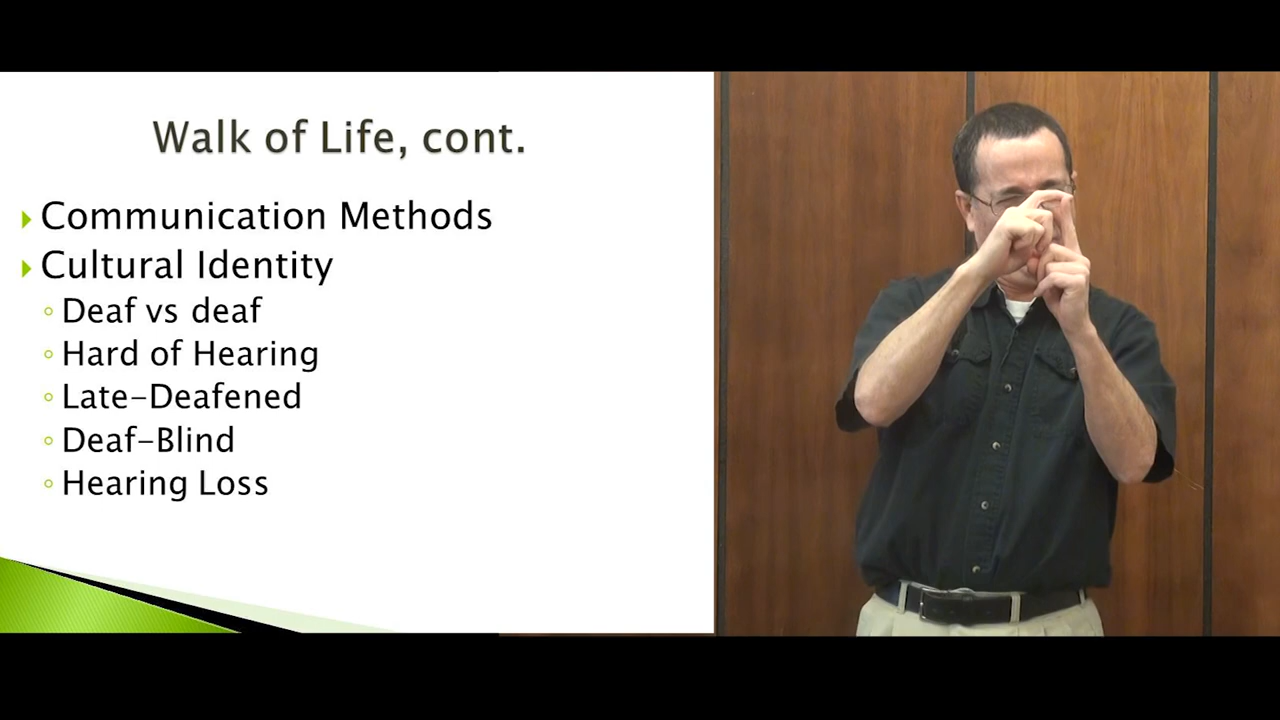 Walk of Life, cont.
Communication Methods
Cultural Identity
Deaf vs deaf
Hard of Hearing
Late-Deafened
Deaf-Blind
Hearing Loss